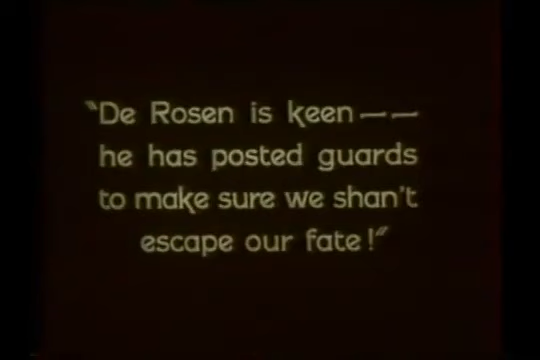 "De Rosen is keen——
he has posted guards
to make sure we shan't
escape our fate!"